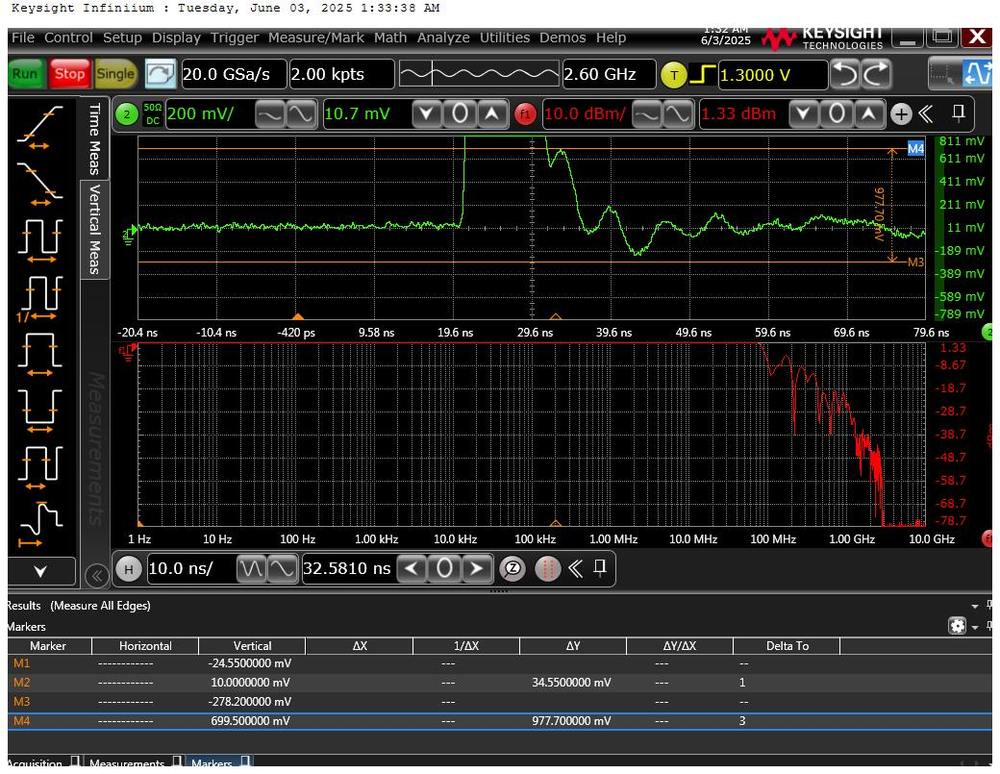 Keysight Infiniium : Tuesday, June 03, 2025 1:33:38 AM
File Control Setup Display Trigger Measure/Mark Math Analyze Utilities Demos Help
1:32 AM
6/3/2025
KEYSIGHT
TECHNOLOGIES
X
Run Stop Single 20.0 GSa/s 2.00 kpts 2.60 GHz T 1.3000 V
2 50Ω DC 200 mV/ 0 10.7 mV f1 10.0 dBm/ 1.33 dBm 0
Time Meas
Vertical Meas
Measurements
1/
M4
977.70 mV
M3
2
811 mV
611 mV
411 mV
211 mV
11 mV
-189 mV
-389 mV
-589 mV
-789 mV
-20.4 ns -10.4 ns -420 ps 9.58 ns 19.6 ns 29.6 ns 39.6 ns 49.6 ns 59.6 ns 69.6 ns 79.6 ns 2
f1
1.33
-8.67
-18.7
-28.7
-38.7
-48.7
-58.7
-68.7
-78.7
dBm
1 Hz 10 Hz 100 Hz 1.00 kHz 10.0 kHz 100 kHz 1.00 MHz 10.0 MHz 100 MHz 1.00 GHz 10.0 GHz f1
H 10.0 ns/ 32.5810 ns 0 Z
Results (Measure All Edges)
Markers
Marker Horizontal Vertical ΔX 1/ΔX ΔY ΔY/ΔX Delta To
M1 ------------ -24.5500000 mV --- --- --
M2 ------------ 10.0000000 mV --- 34.5500000 mV --- 1
M3 ------------ -278.200000 mV --- --- --
M4 ------------ 699.500000 mV --- 977.700000 mV --- 3
Acquisition Measurements Markers